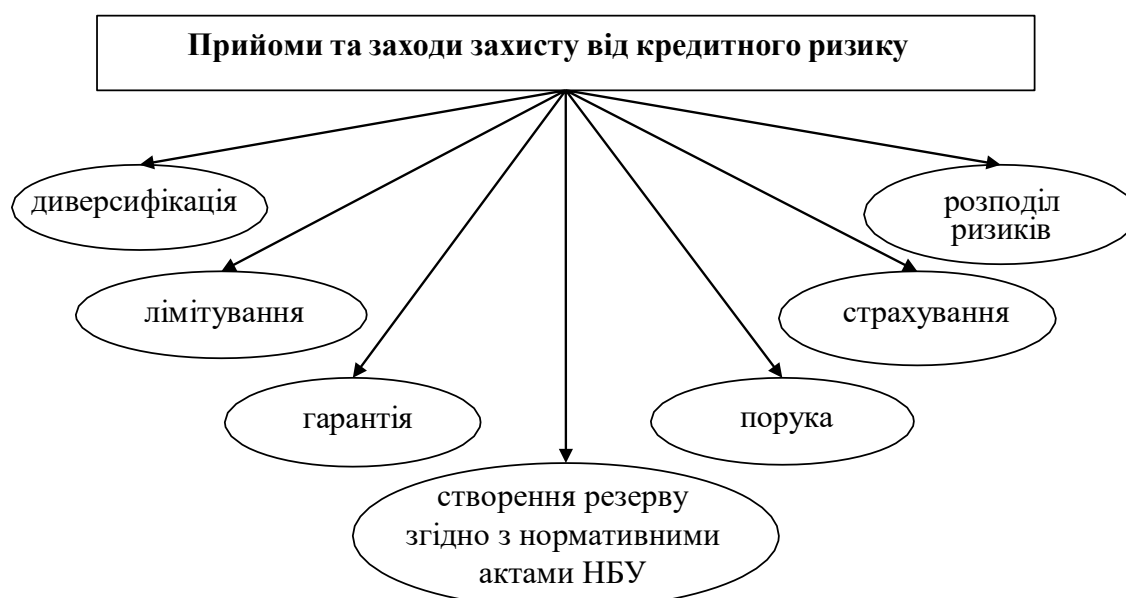 Прийоми та заходи захисту від кредитного ризику
диверсифікація
розподіл
ризиків
лімітування
страхування
гарантія
порука
створення резерву
згідно з нормативними
актами НБУ